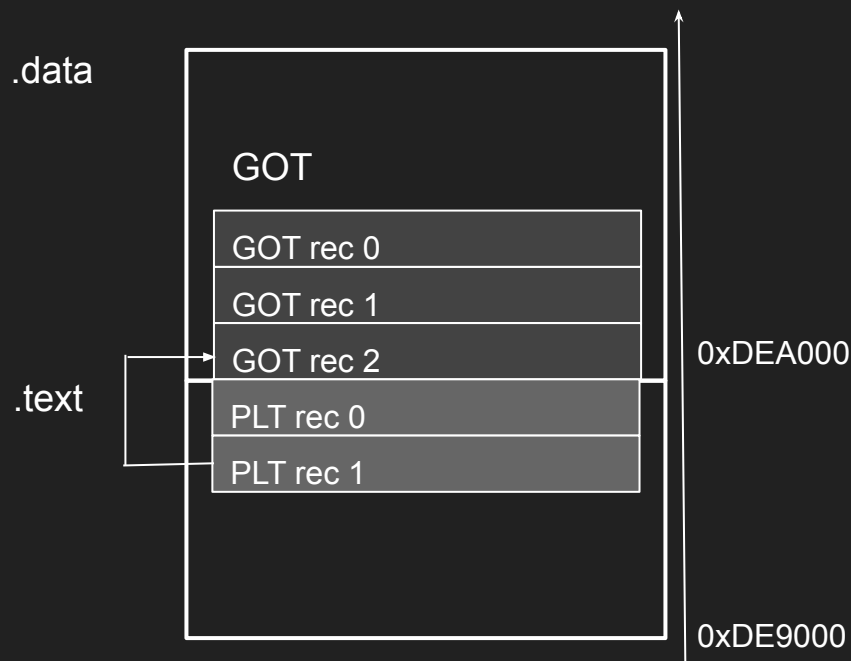 .data
GOT
GOT rec 0
GOT rec 1
GOT rec 2
0xDEA000
.text
PLT rec 0
PLT rec 1
0xDE9000